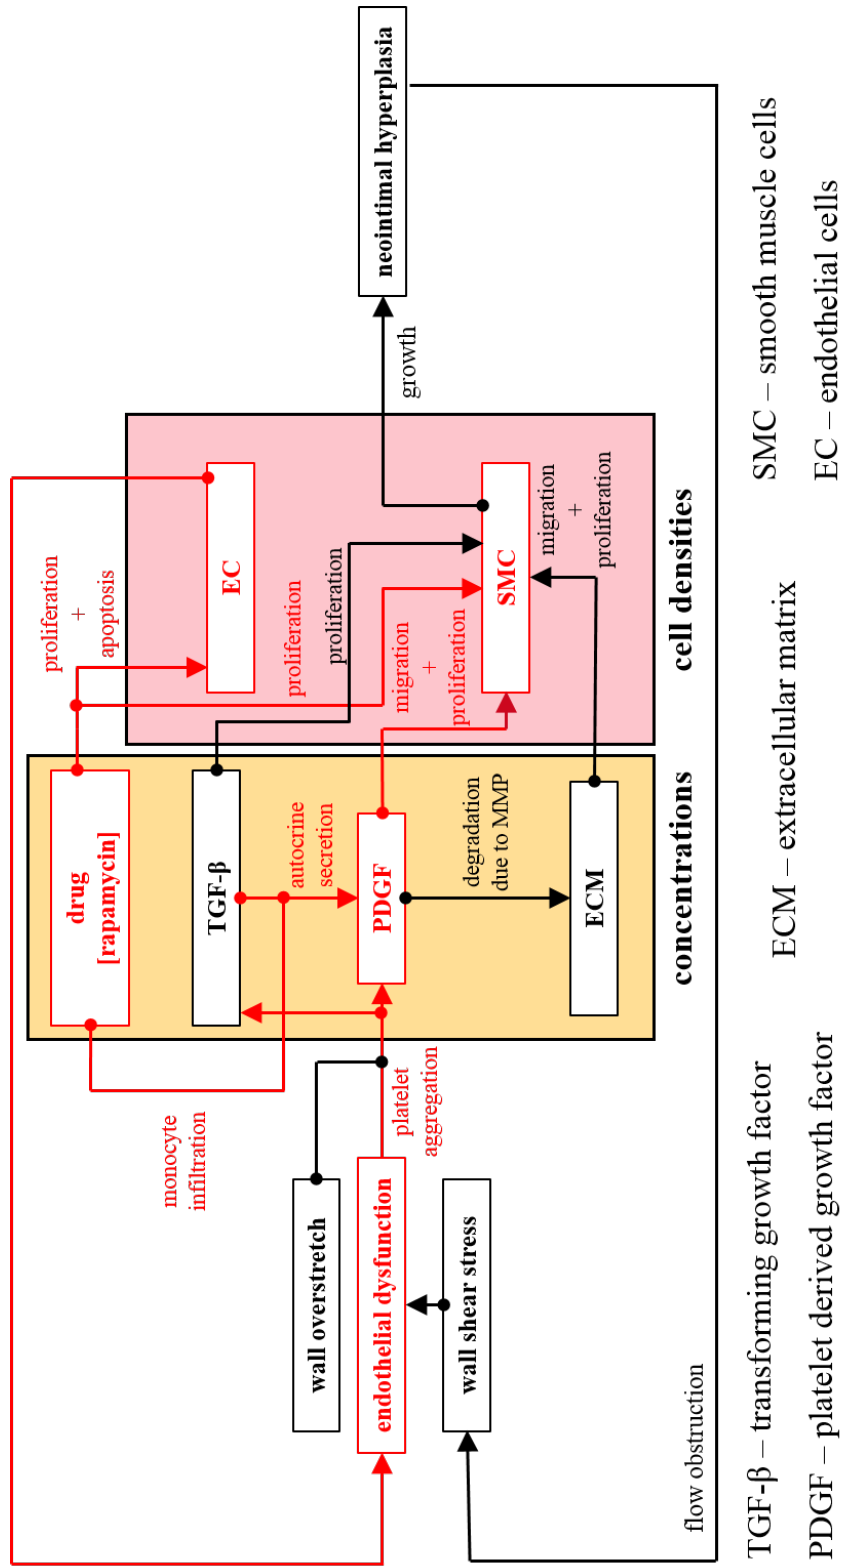 proliferation
+
apoptosis
drug
[rapamycin]
EC
monocyte
infiltration
TGF-β
proliferation
proliferation
wall overstretch
autocrine
secretion
migration
+
proliferation
neointimal hyperplasia
endothelial dysfunction
platelet
aggregation
PDGF
growth
wall shear stress
degradation
due to MMP
SMC
migration
+
proliferation
ECM
concentrations
cell densities
flow obstruction
TGF-β – transforming growth factor
ECM – extracellular matrix
SMC – smooth muscle cells
PDGF – platelet derived growth factor
EC – endothelial cells